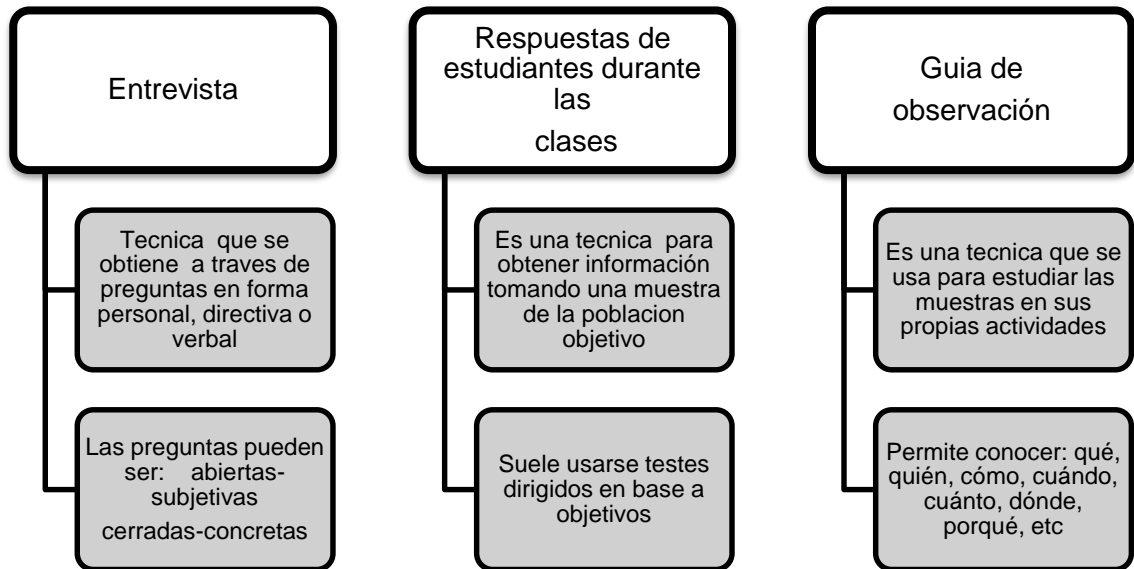 Entrevista
Tecnica que se
obtiene a traves de
preguntas en forma
personal, directiva o
verbal
Las preguntas pueden
ser: abiertas-
subjetivas
cerradas-concretas
Respuestas de
estudiantes durante
las
clases
Es una tecnica para
obtener información
tomando una muestra
de la poblacion
objetivo
Suele usarse testes
dirigidos en base a
objetivos
Guia de
observación
Es una tecnica que se
usa para estudiar las
muestras en sus
propias actividades
Permite conocer: qué,
quién, cómo, cuándo,
cuánto, dónde,
porqué, etc